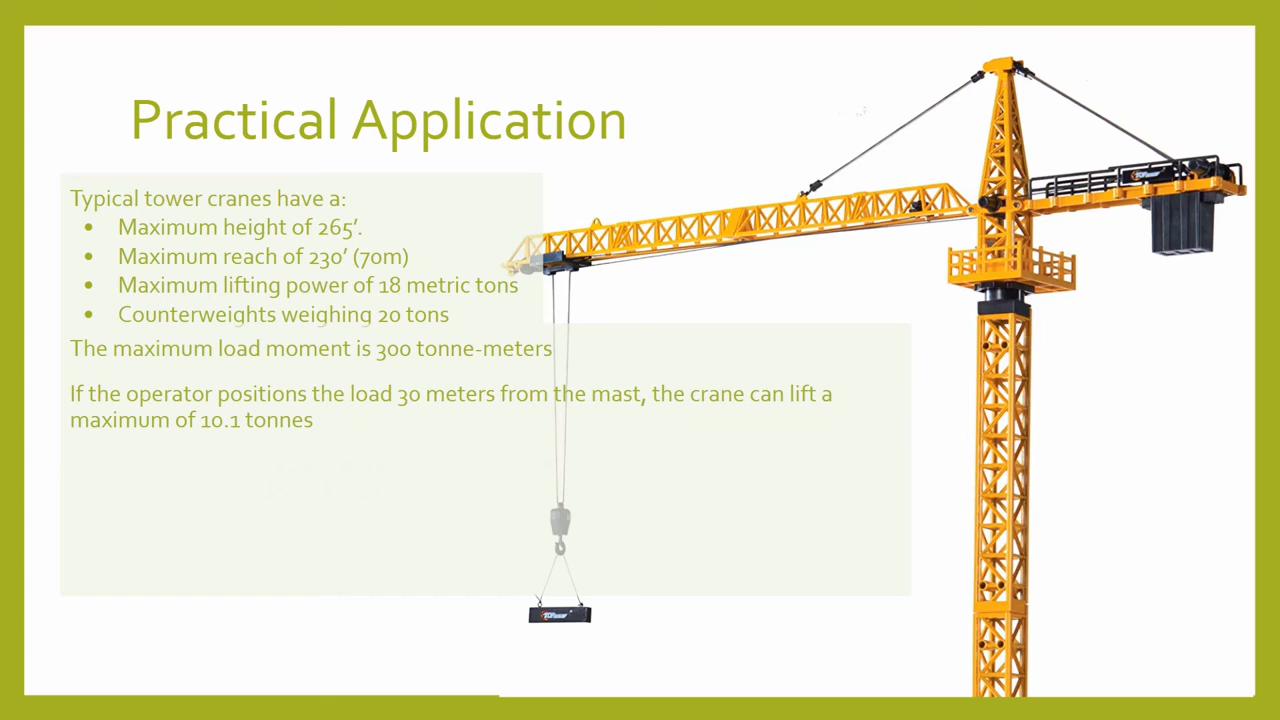 Practical Application
Typical tower cranes have a:
• Maximum height of 265′.
• Maximum reach of 230′ (70m)
• Maximum lifting power of 18 metric tons
• Counterweights weighing 20 tons
The maximum load moment is 300 tonne-meters
If the operator positions the load 30 meters from the mast, the crane can lift a
maximum of 10.1 tonnes